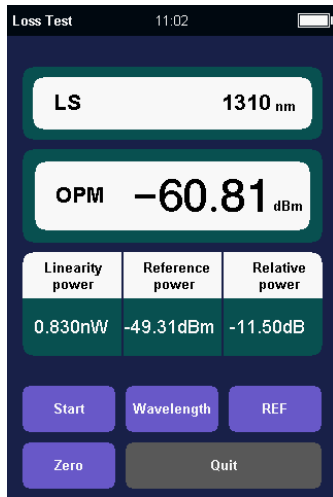 Loss Test 11:02
LS 1310 nm
OPM −60.81 dBm
Linearity power Reference power Relative power
0.830nW -49.31dBm -11.50dB
Start Wavelength REF
Zero Quit